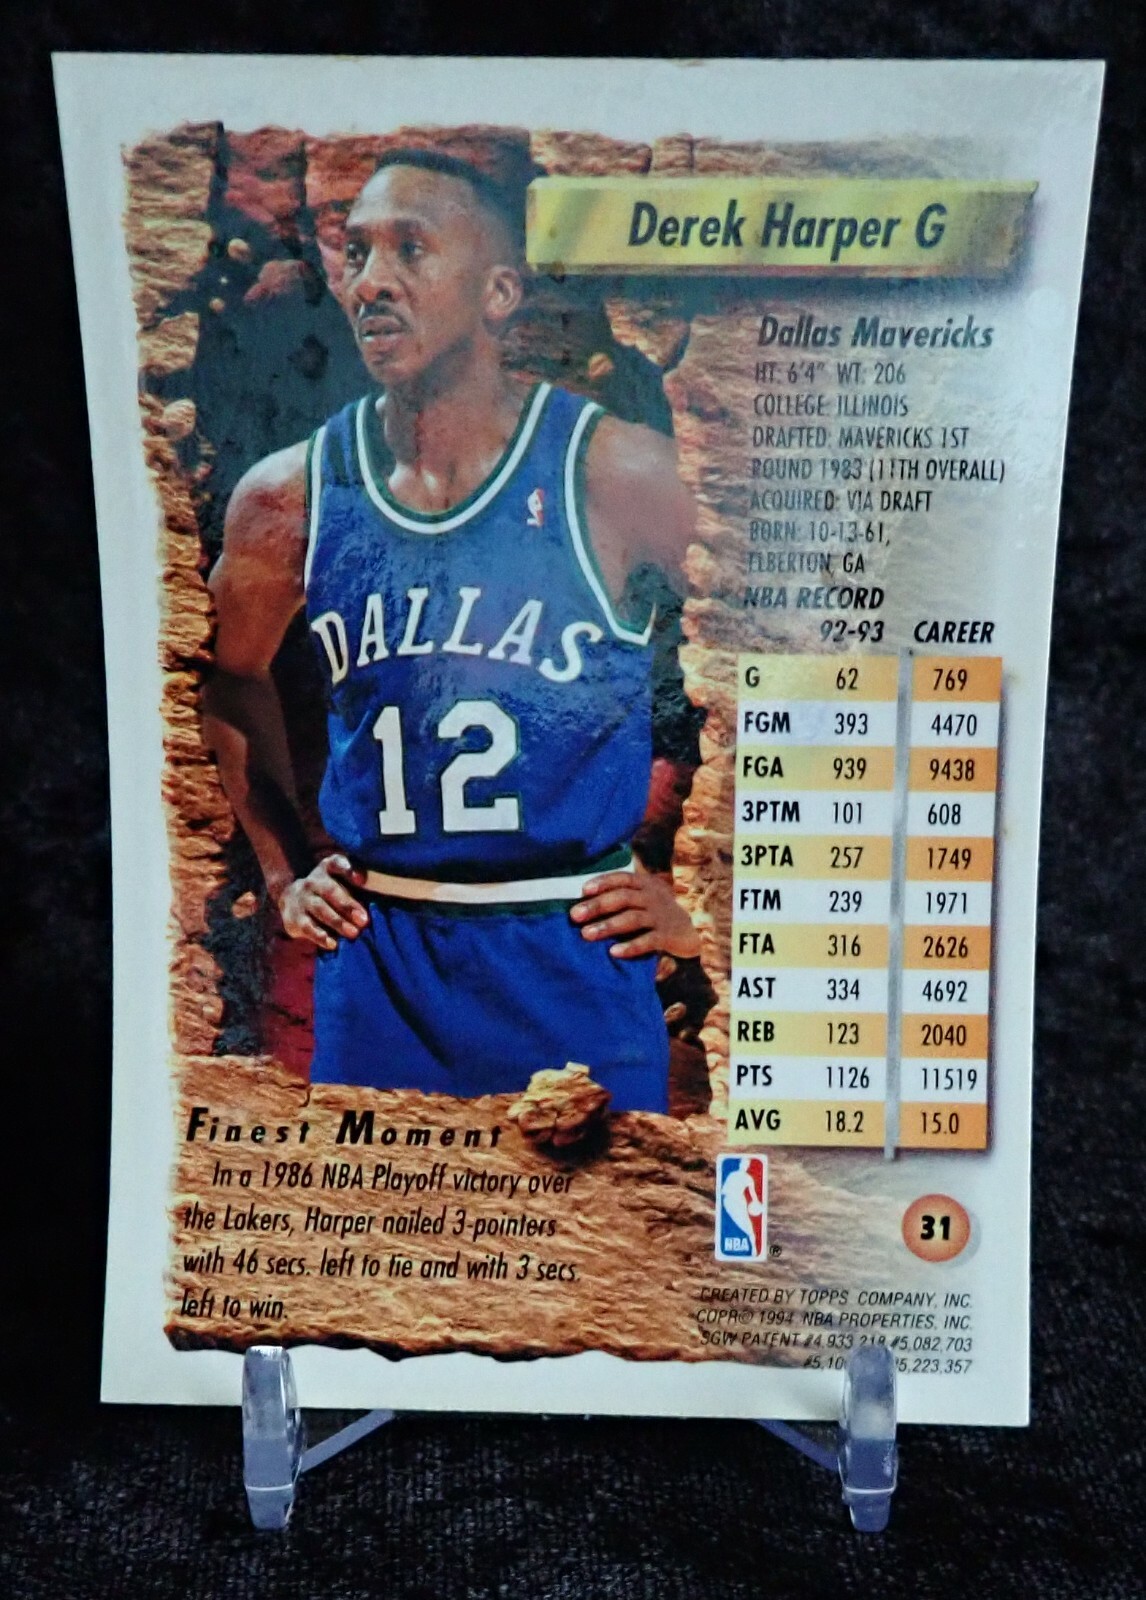 Derek Harper G
Dallas Mavericks
HT: 6'4" WT: 206
COLLEGE: ILLINOIS
DRAFTED: MAVERICKS 1ST
ROUND 1983 (11TH OVERALL)
ACQUIRED: VIA DRAFT
BORN: 10-13-61,
ELBERTON, GA
NBA RECORD
92-93 CAREER
G 62 769
FGM 393 4470
FGA 939 9438
3PTM 101 608
3PTA 257 1749
FTM 239 1971
FTA 316 2626
AST 334 4692
REB 123 2040
PTS 1126 11519
AVG 18.2 15.0
DALLAS
12
Finest Moment
In a 1986 NBA Playoff victory over
the Lakers, Harper nailed 3-pointers
with 46 secs. left to tie and with 3 secs.
left to win.
NBA ®
31
CREATED BY TOPPS COMPANY, INC.
COPR© 1994 NBA PROPERTIES, INC.
SGW PATENT #4,933,218 #5,082,703
5,223,357